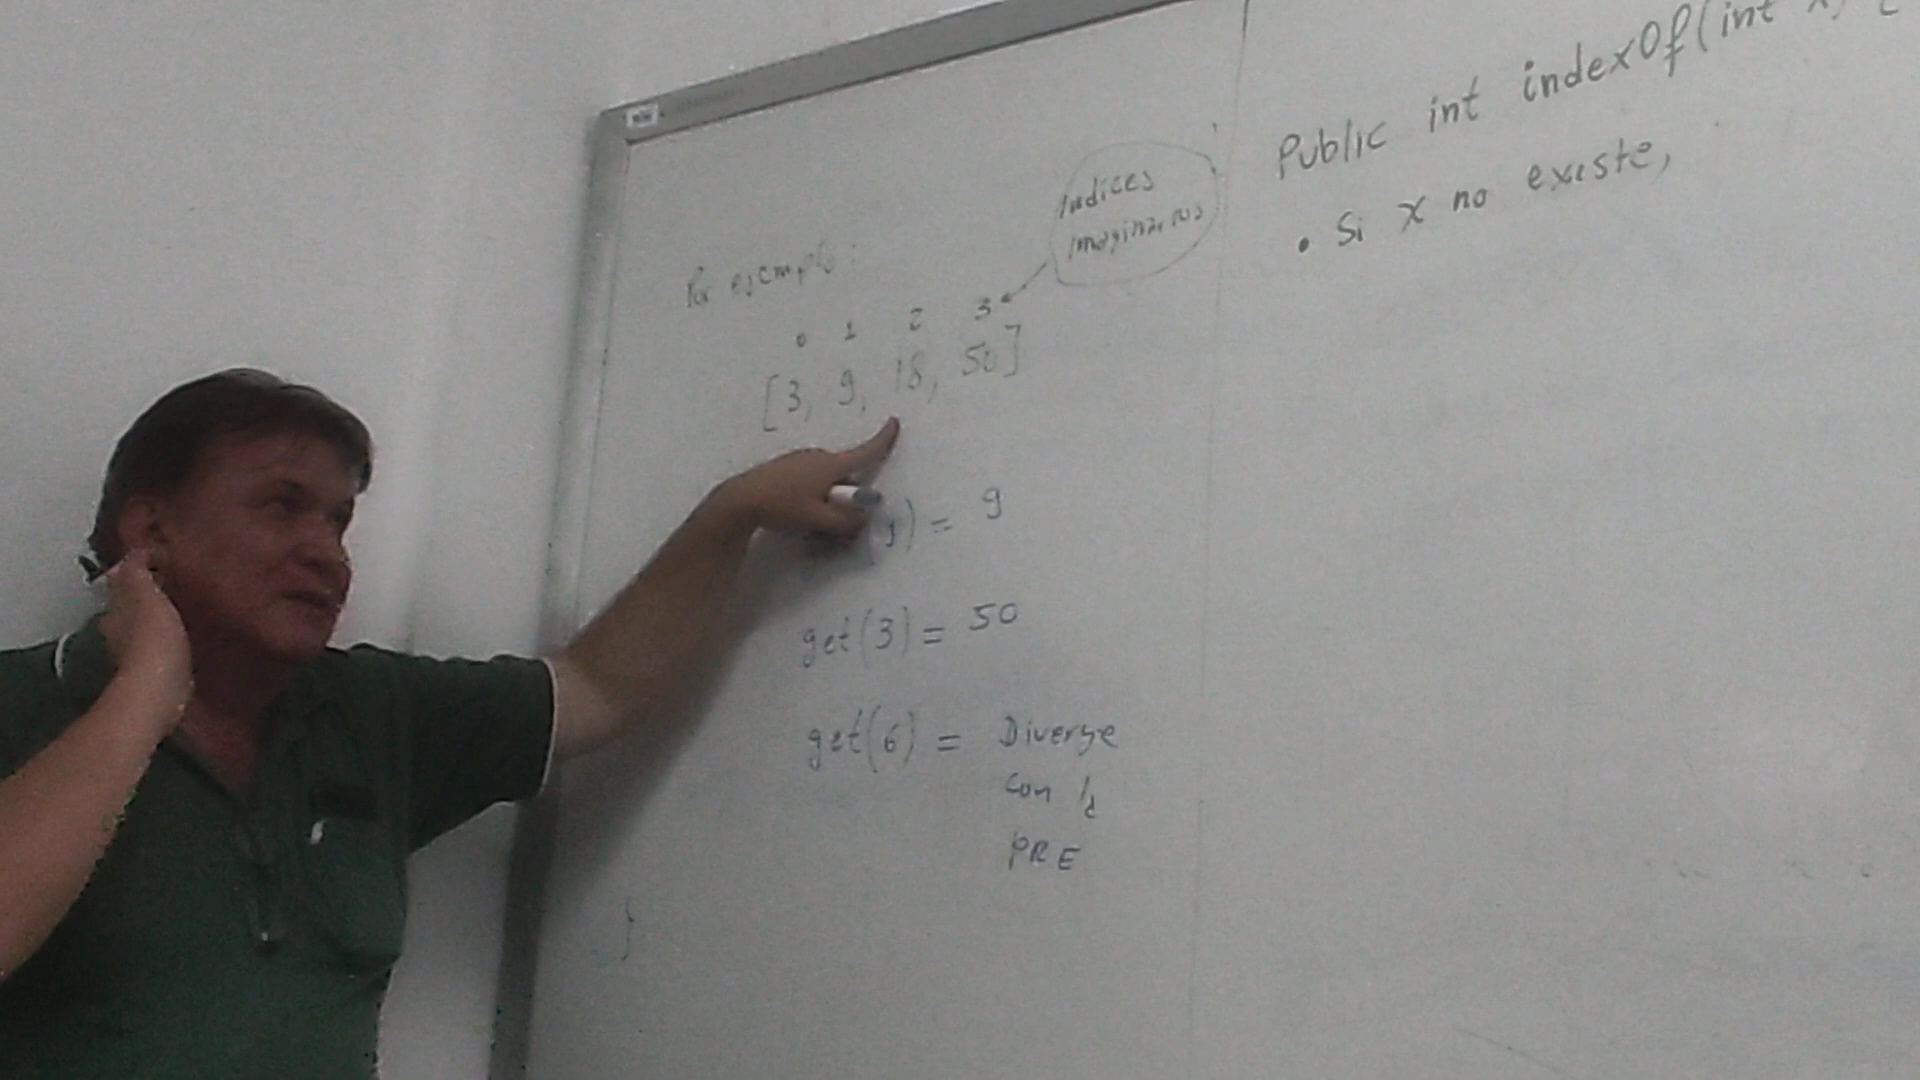 Por ejemplo:
Indices
imaginarios
0 1 2 3
[3, 9, 18, 50]
(1) = 9
get(3) = 50
get(6) = Diverge
con la
PRE
}
Public int indexOf(int x) {
• Si x no existe,